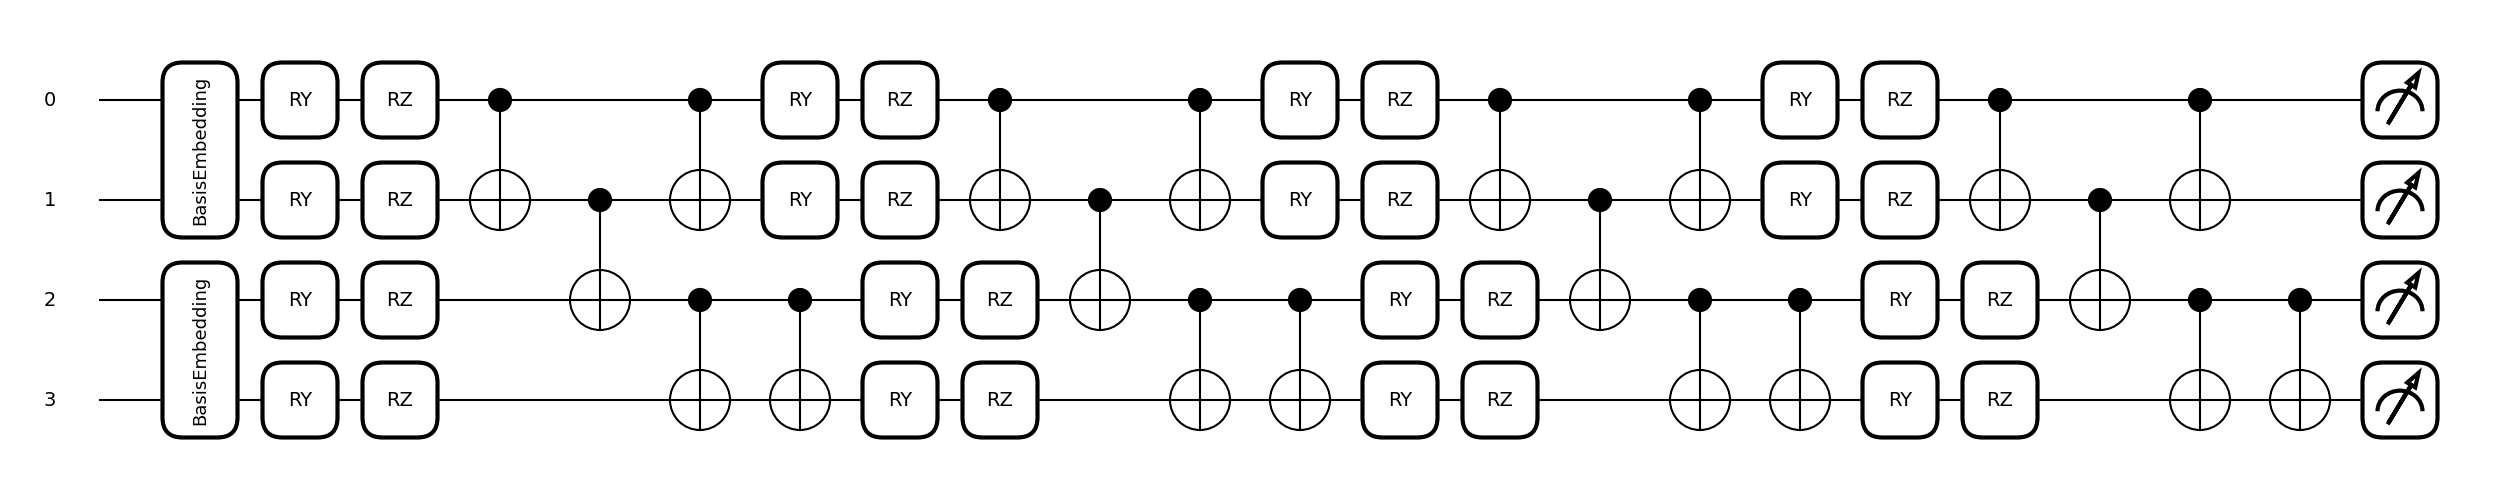 0 BasisEmbedding RY RZ RY RZ RY RZ RY RZ
1 RY RZ RY RZ RY RZ RY RZ
2 BasisEmbedding RY RZ RY RZ RY RZ RY RZ
3 RY RZ RY RZ RY RZ RY RZ